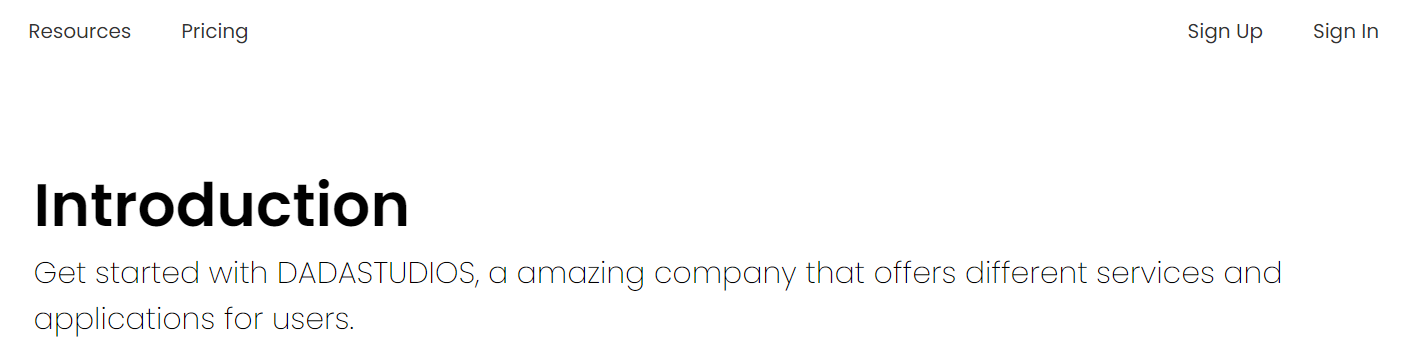 Resources Pricing Sign Up Sign In
Introduction
Get started with DADASTUDIOS, a amazing company that offers different services and
applications for users.